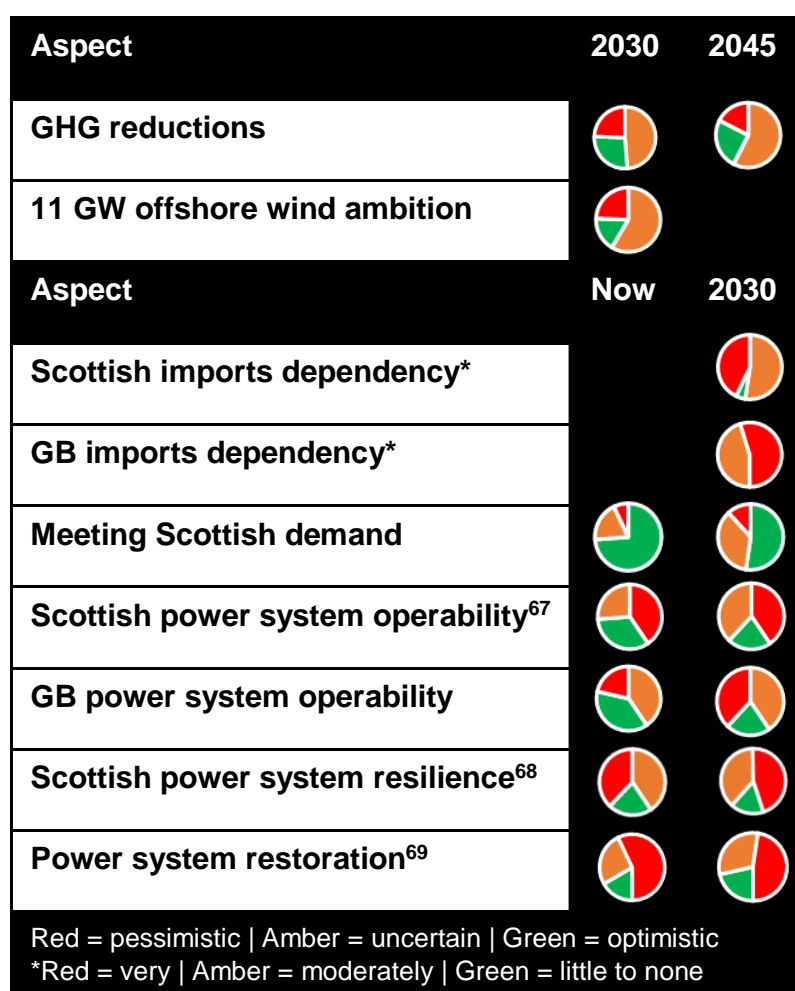 Aspect 2030 2045
GHG reductions
11 GW offshore wind ambition
Aspect Now 2030
Scottish imports dependency*
GB imports dependency*
Meeting Scottish demand
Scottish power system operability67
GB power system operability
Scottish power system resilience68
Power system restoration69
Red = pessimistic | Amber = uncertain | Green = optimistic
*Red = very | Amber = moderately | Green = little to none